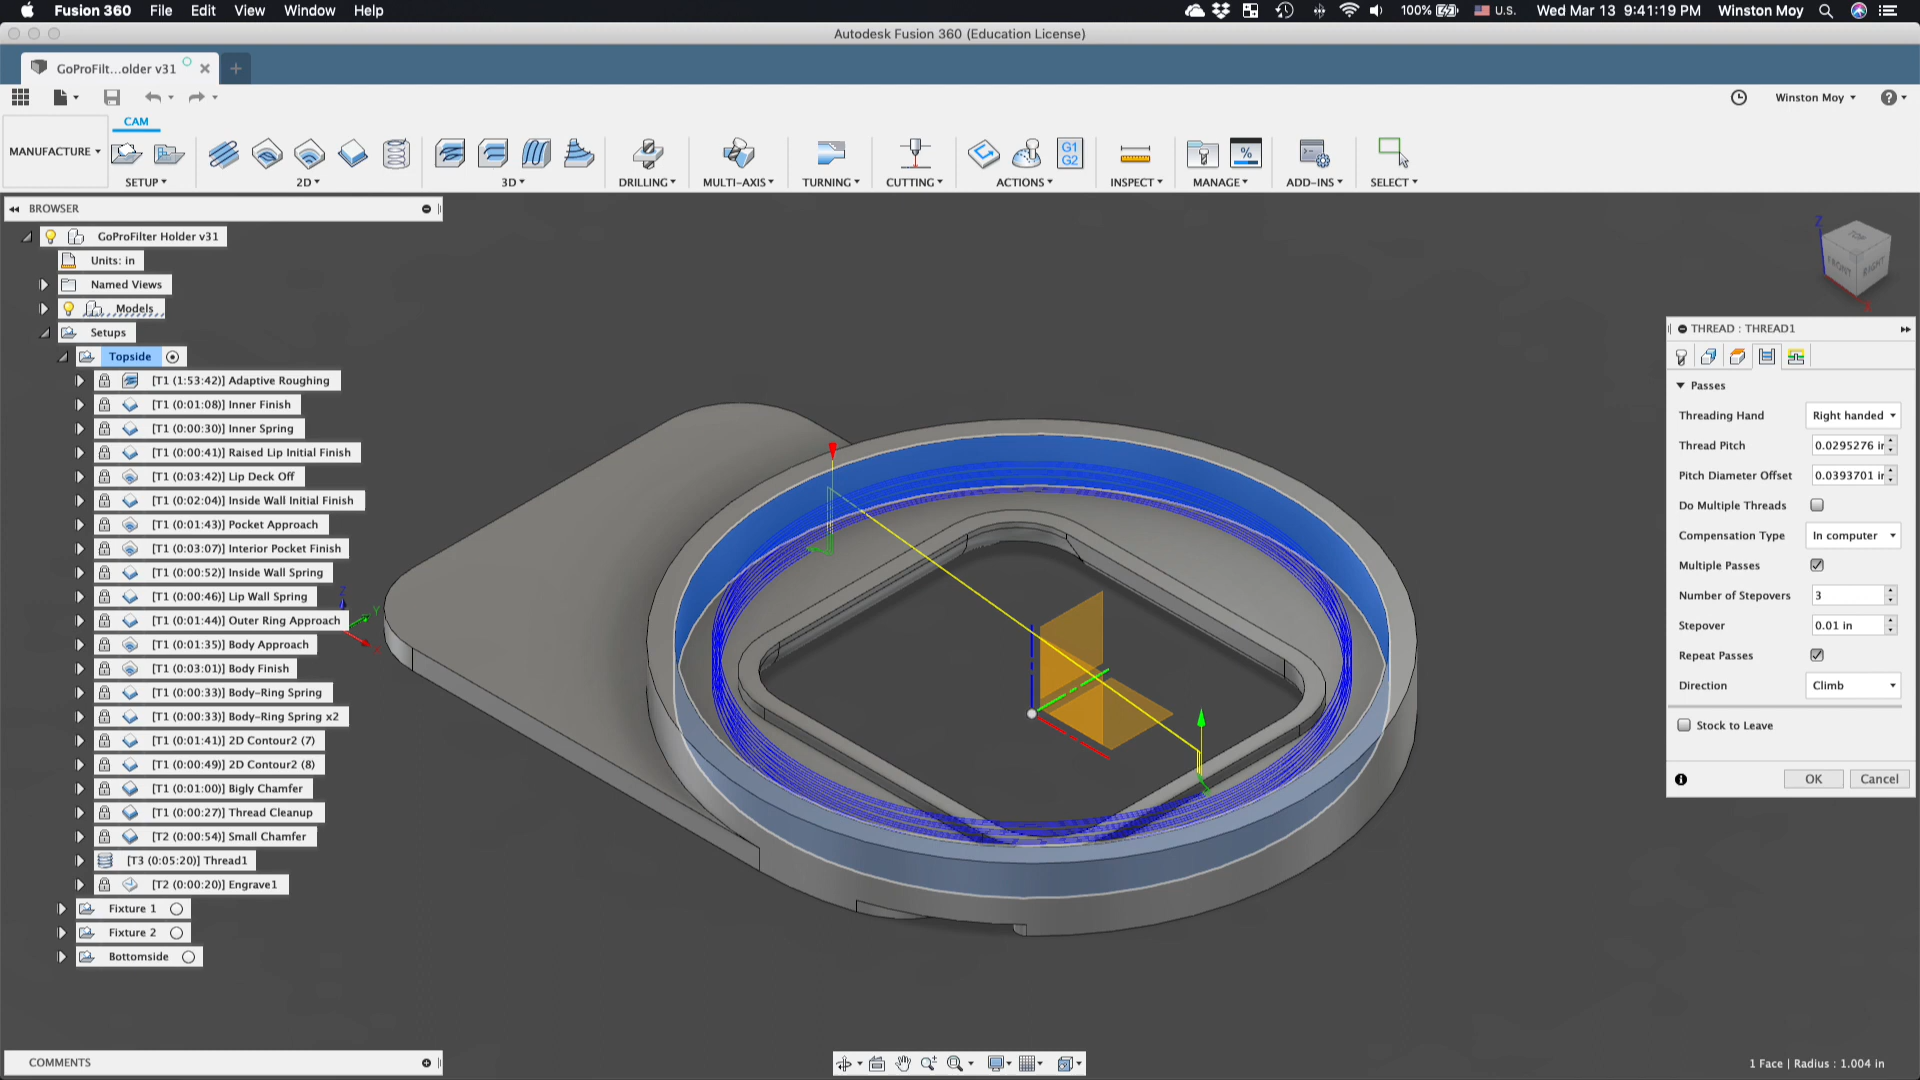 Fusion 360 File Edit View Window Help 100% U.S. Wed Mar 13 9:41:19 PM Winston Moy
Autodesk Fusion 360 (Education License)
GoProFilt...older v31
Winston Moy
CAM
MANUFACTURE
G1
G2
%
SETUP 2D 3D DRILLING MULTI-AXIS TURNING CUTTING ACTIONS INSPECT MANAGE ADD-INS SELECT
BROWSER
GoProFilter Holder v31
Units: in
Named Views
Models
Setups
Topside
[T1 (1:53:42)] Adaptive Roughing
[T1 (0:01:08)] Inner Finish
[T1 (0:00:30)] Inner Spring
[T1 (0:00:41)] Raised Lip Initial Finish
[T1 (0:03:42)] Lip Deck Off
[T1 (0:02:04)] Inside Wall Initial Finish
[T1 (0:01:43)] Pocket Approach
[T1 (0:03:07)] Interior Pocket Finish
[T1 (0:00:52)] Inside Wall Spring
[T1 (0:00:46)] Lip Wall Spring
[T1 (0:01:44)] Outer Ring Approach
[T1 (0:01:35)] Body Approach
[T1 (0:03:01)] Body Finish
[T1 (0:00:33)] Body-Ring Spring
[T1 (0:00:33)] Body-Ring Spring x2
[T1 (0:01:41)] 2D Contour2 (7)
[T1 (0:00:49)] 2D Contour2 (8)
[T1 (0:01:00)] Bigly Chamfer
[T1 (0:00:27)] Thread Cleanup
[T2 (0:00:54)] Small Chamfer
[T3 (0:05:20)] Thread1
[T2 (0:00:20)] Engrave1
Fixture 1
Fixture 2
Bottomside
Z
Y
Z
TOP
FRONT
RIGHT
X
THREAD : THREAD1
Passes
Threading Hand Right handed
Thread Pitch 0.0295276 in
Pitch Diameter Offset 0.0393701 in
Do Multiple Threads
Compensation Type In computer
Multiple Passes
Number of Stepovers 3
Stepover 0.01 in
Repeat Passes
Direction Climb
Stock to Leave
OK Cancel
COMMENTS
1 Face | Radius : 1.004 in